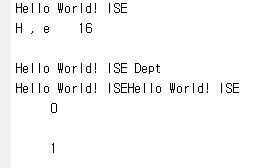 Hello World! ISE
H , e    16
Hello World! ISE Dept
Hello World! ISEHello World! ISE
0
1